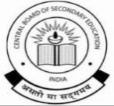 CENTRAL BOARD OF SECONDARY EDUCATION
INDIA
असतो मा सद्गमय